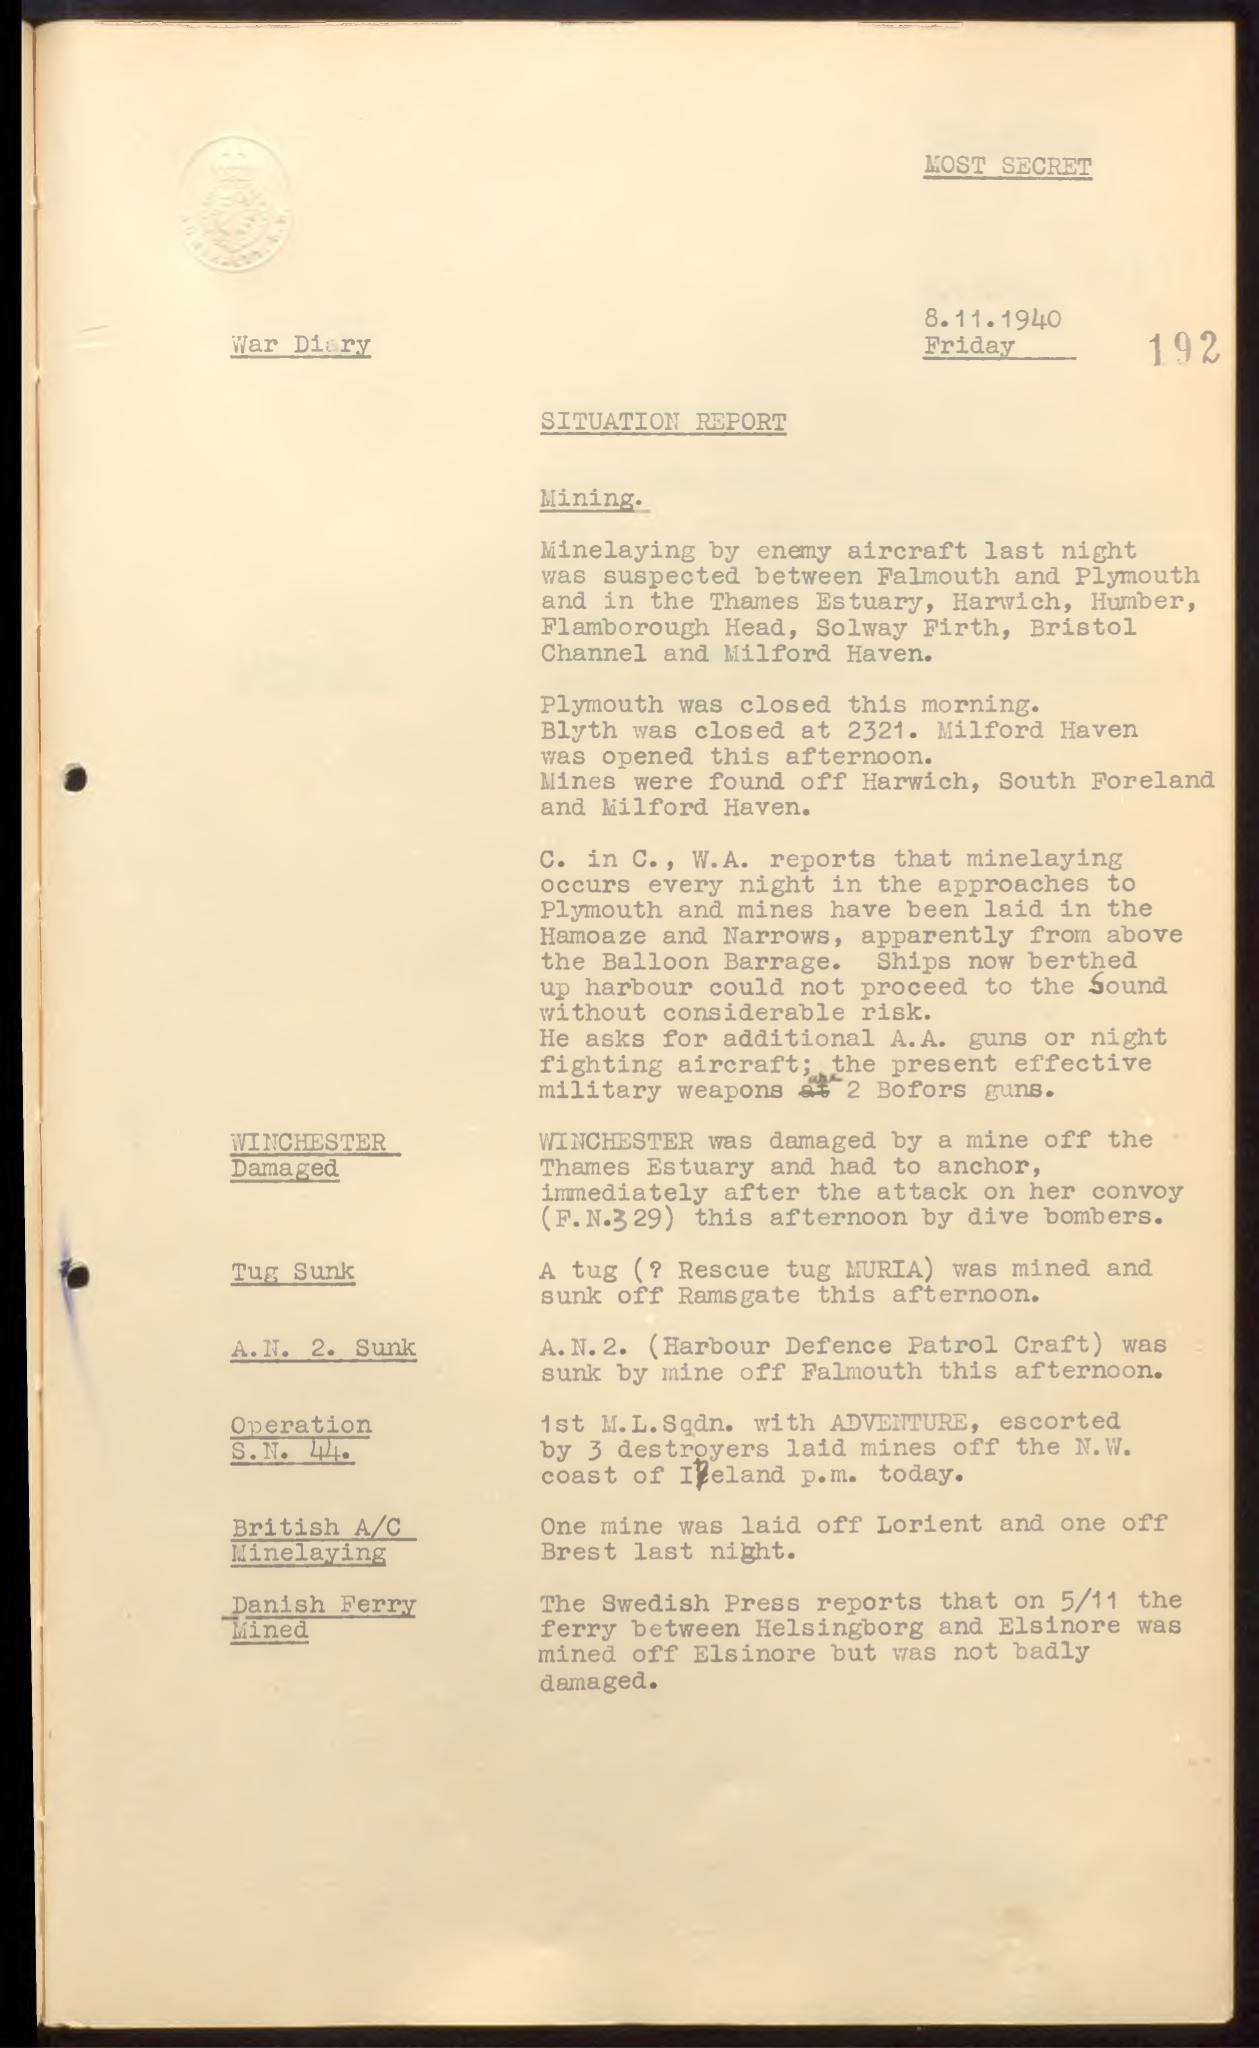 MOST SECRET
8.11.1940
War Diary
Friday
192
SITUATION REPORT
Mining.
Minelaying by enemy aircraft last night
was suspected between Falmouth and Plymouth
and in the Thames Estuary, Harwich, Humber,
Flamborough Head, Solway Firth, Bristol
Channel and Milford Haven.
Plymouth was closed this morning.
Blyth was closed at 2321. Milford Haven
was opened this afternoon.
Mines were found off Harwich, South Foreland
and Milford Haven.
C. in C., W.A. reports that minelaying
occurs every night in the approaches to
Plymouth and mines have been laid in the
Hamoaze and Narrows, apparently from above
the Balloon Barrage. Ships now berthed
up harbour could not proceed to the Sound
without considerable risk.
He asks for additional A.A. guns or night
fighting aircraft; the present effective
military weapons are 2 Bofors guns.
WINCHESTER
Damaged
WINCHESTER was damaged by a mine off the
Thames Estuary and had to anchor,
immediately after the attack on her convoy
(F.N.329) this afternoon by dive bombers.
Tug Sunk
A tug (? Rescue tug MURIA) was mined and
sunk off Ramsgate this afternoon.
A.N. 2. Sunk
A.N.2. (Harbour Defence Patrol Craft) was
sunk by mine off Falmouth this afternoon.
Operation
S.N. 44.
1st M.L.Sqdn. with ADVENTURE, escorted
by 3 destroyers laid mines off the N.W.
coast of Ireland p.m. today.
British A/C
Minelaying
One mine was laid off Lorient and one off
Brest last night.
Danish Ferry
Mined
The Swedish Press reports that on 5/11 the
ferry between Helsingborg and Elsinore was
mined off Elsinore but was not badly
damaged.